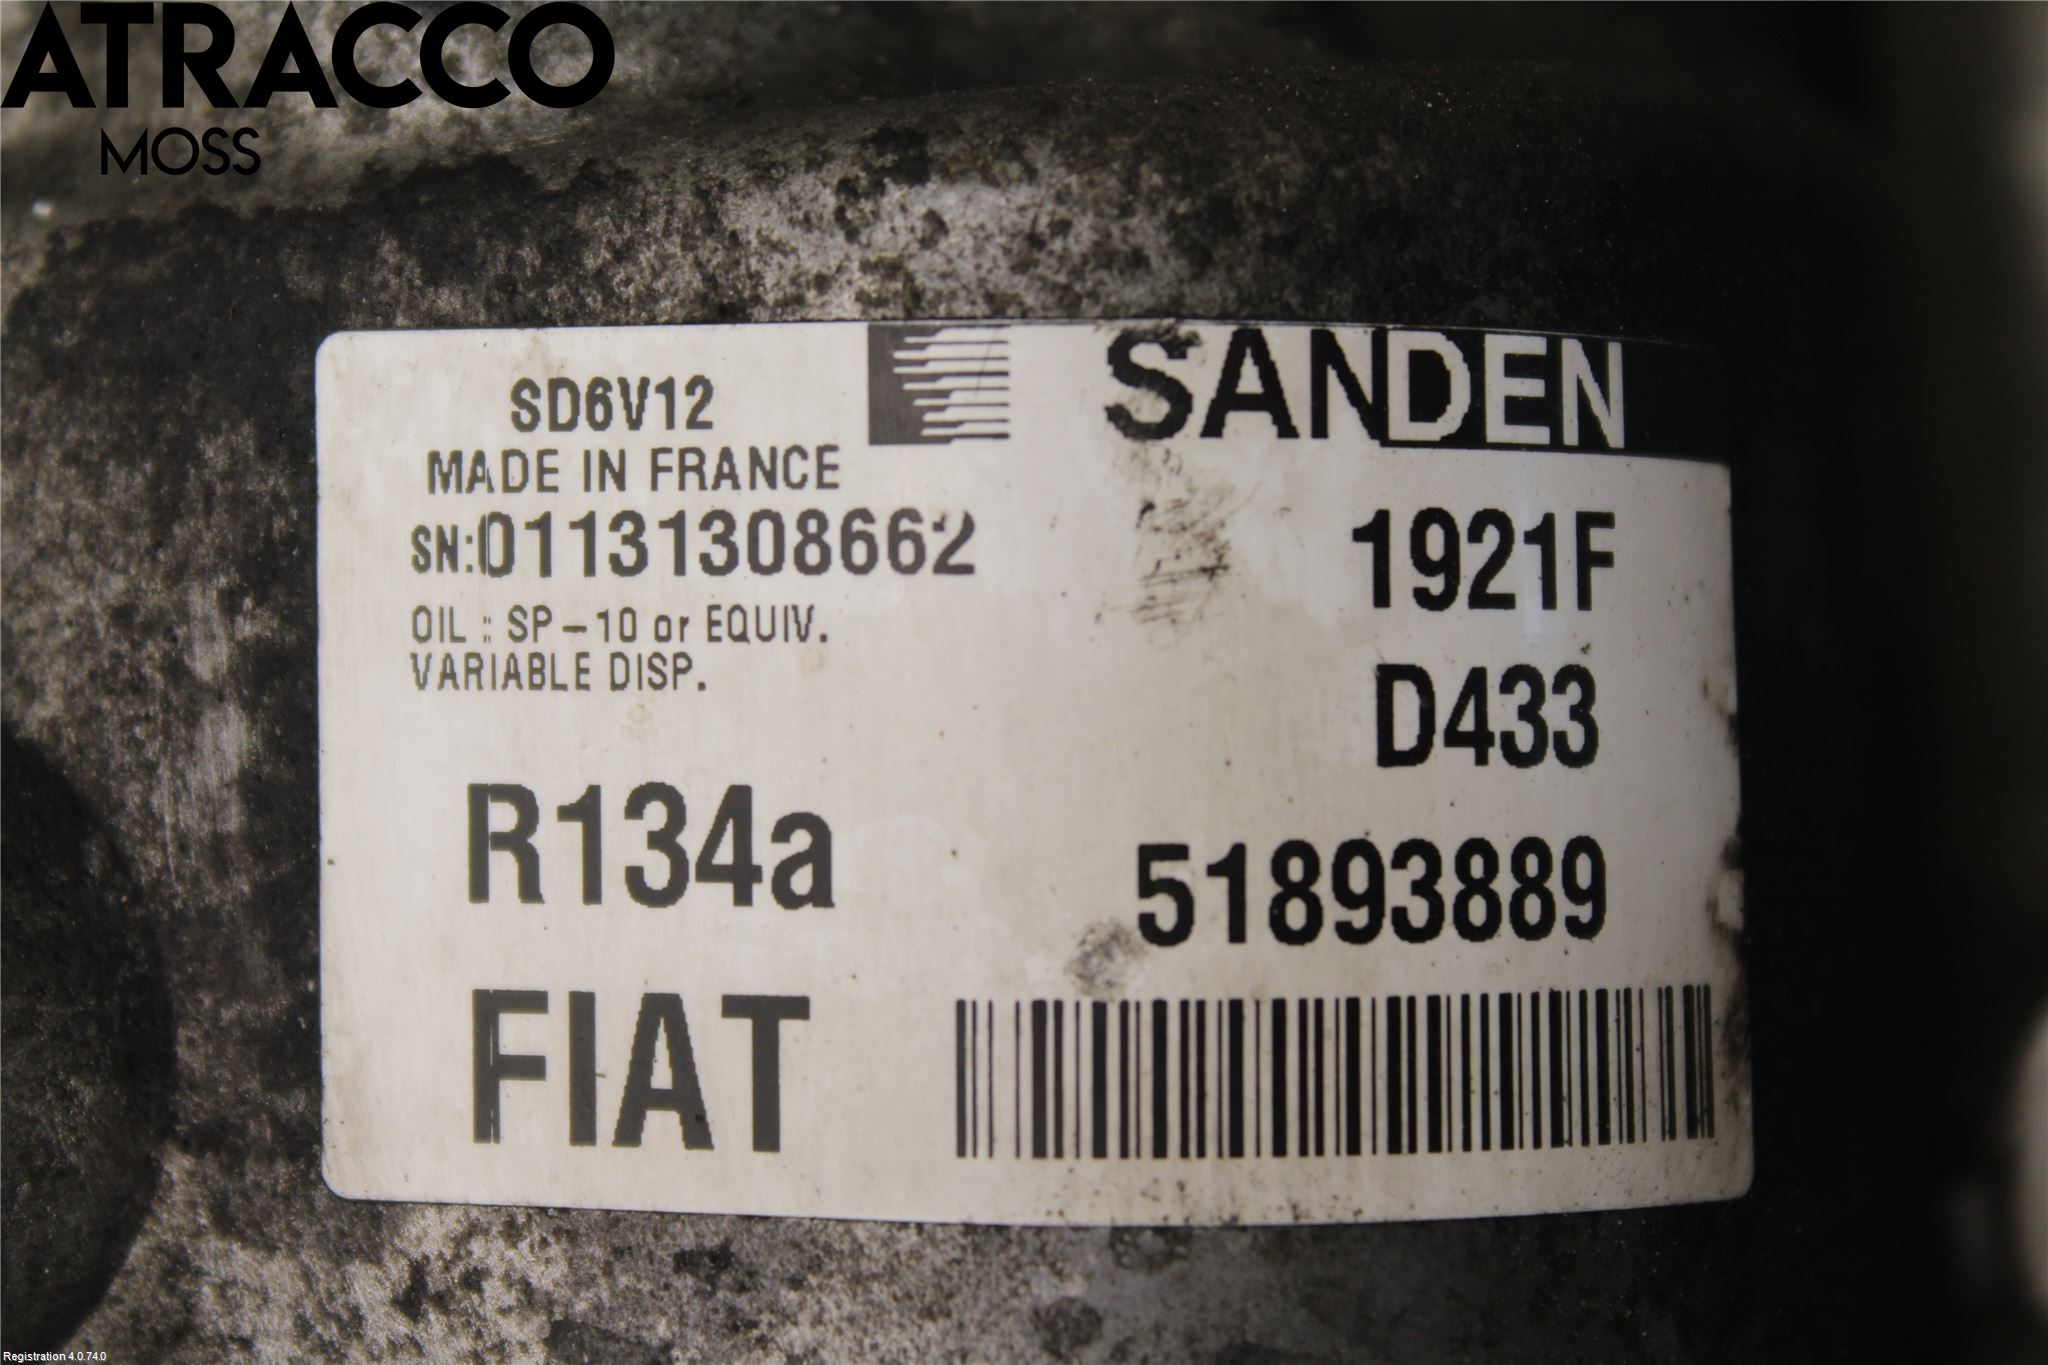 ATRACCO
MOSS
SD6V12
SANDEN
MADE IN FRANCE
SN:01131308662
1921F
OIL : SP-10 or EQUIV.
VARIABLE DISP.
D433
R134a
51893889
FIAT
Registration 4.0.74.0